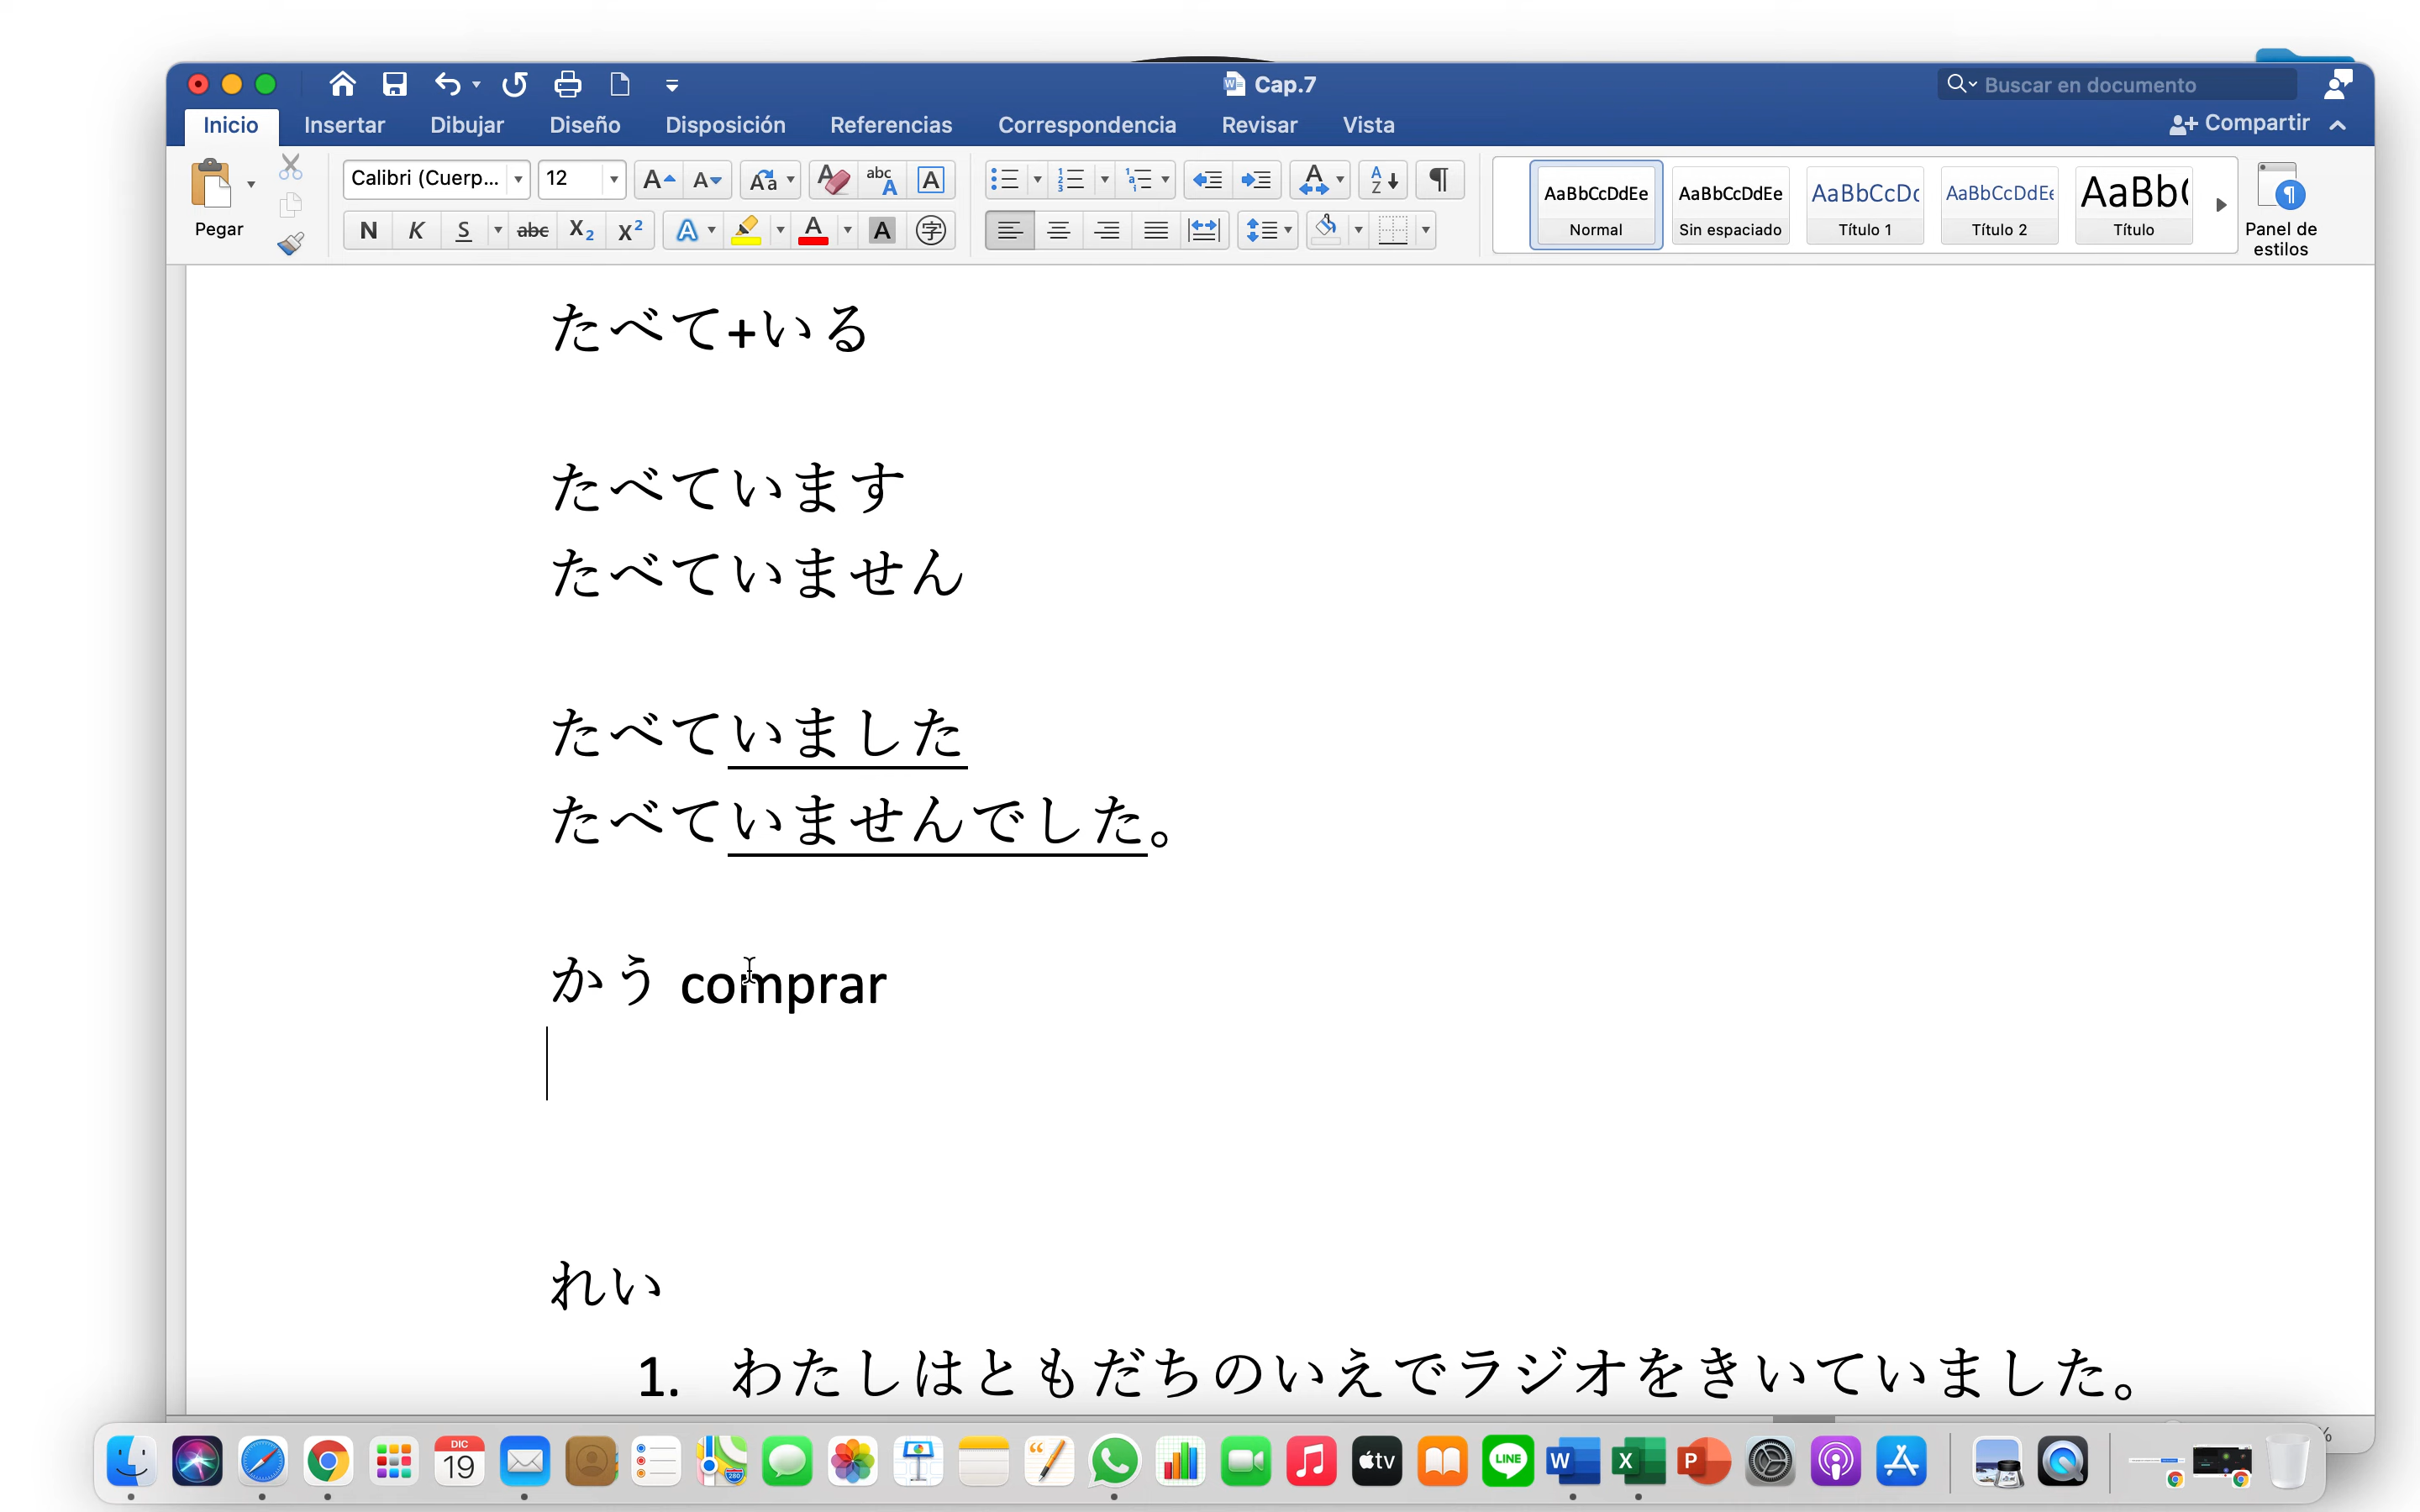 Cap.7
Buscar en documento
Inicio Insertar Dibujar Diseño Disposición Referencias Correspondencia Revisar Vista Compartir
Pegar
Calibri (Cuerp... 12
AaBbCcDdEe AaBbCcDdEe AaBbCcDc AaBbCcDdEe AaBb(
Normal Sin espaciado Título 1 Título 2 Título
Panel de
estilos
たべて+いる
たべています
たべていません
たべていました
たべていませんでした。
かう comprar
れい
1. わたしはともだちのいえでラジオをきいていました。
DIC
19
280
tv
LINE
W
X
P